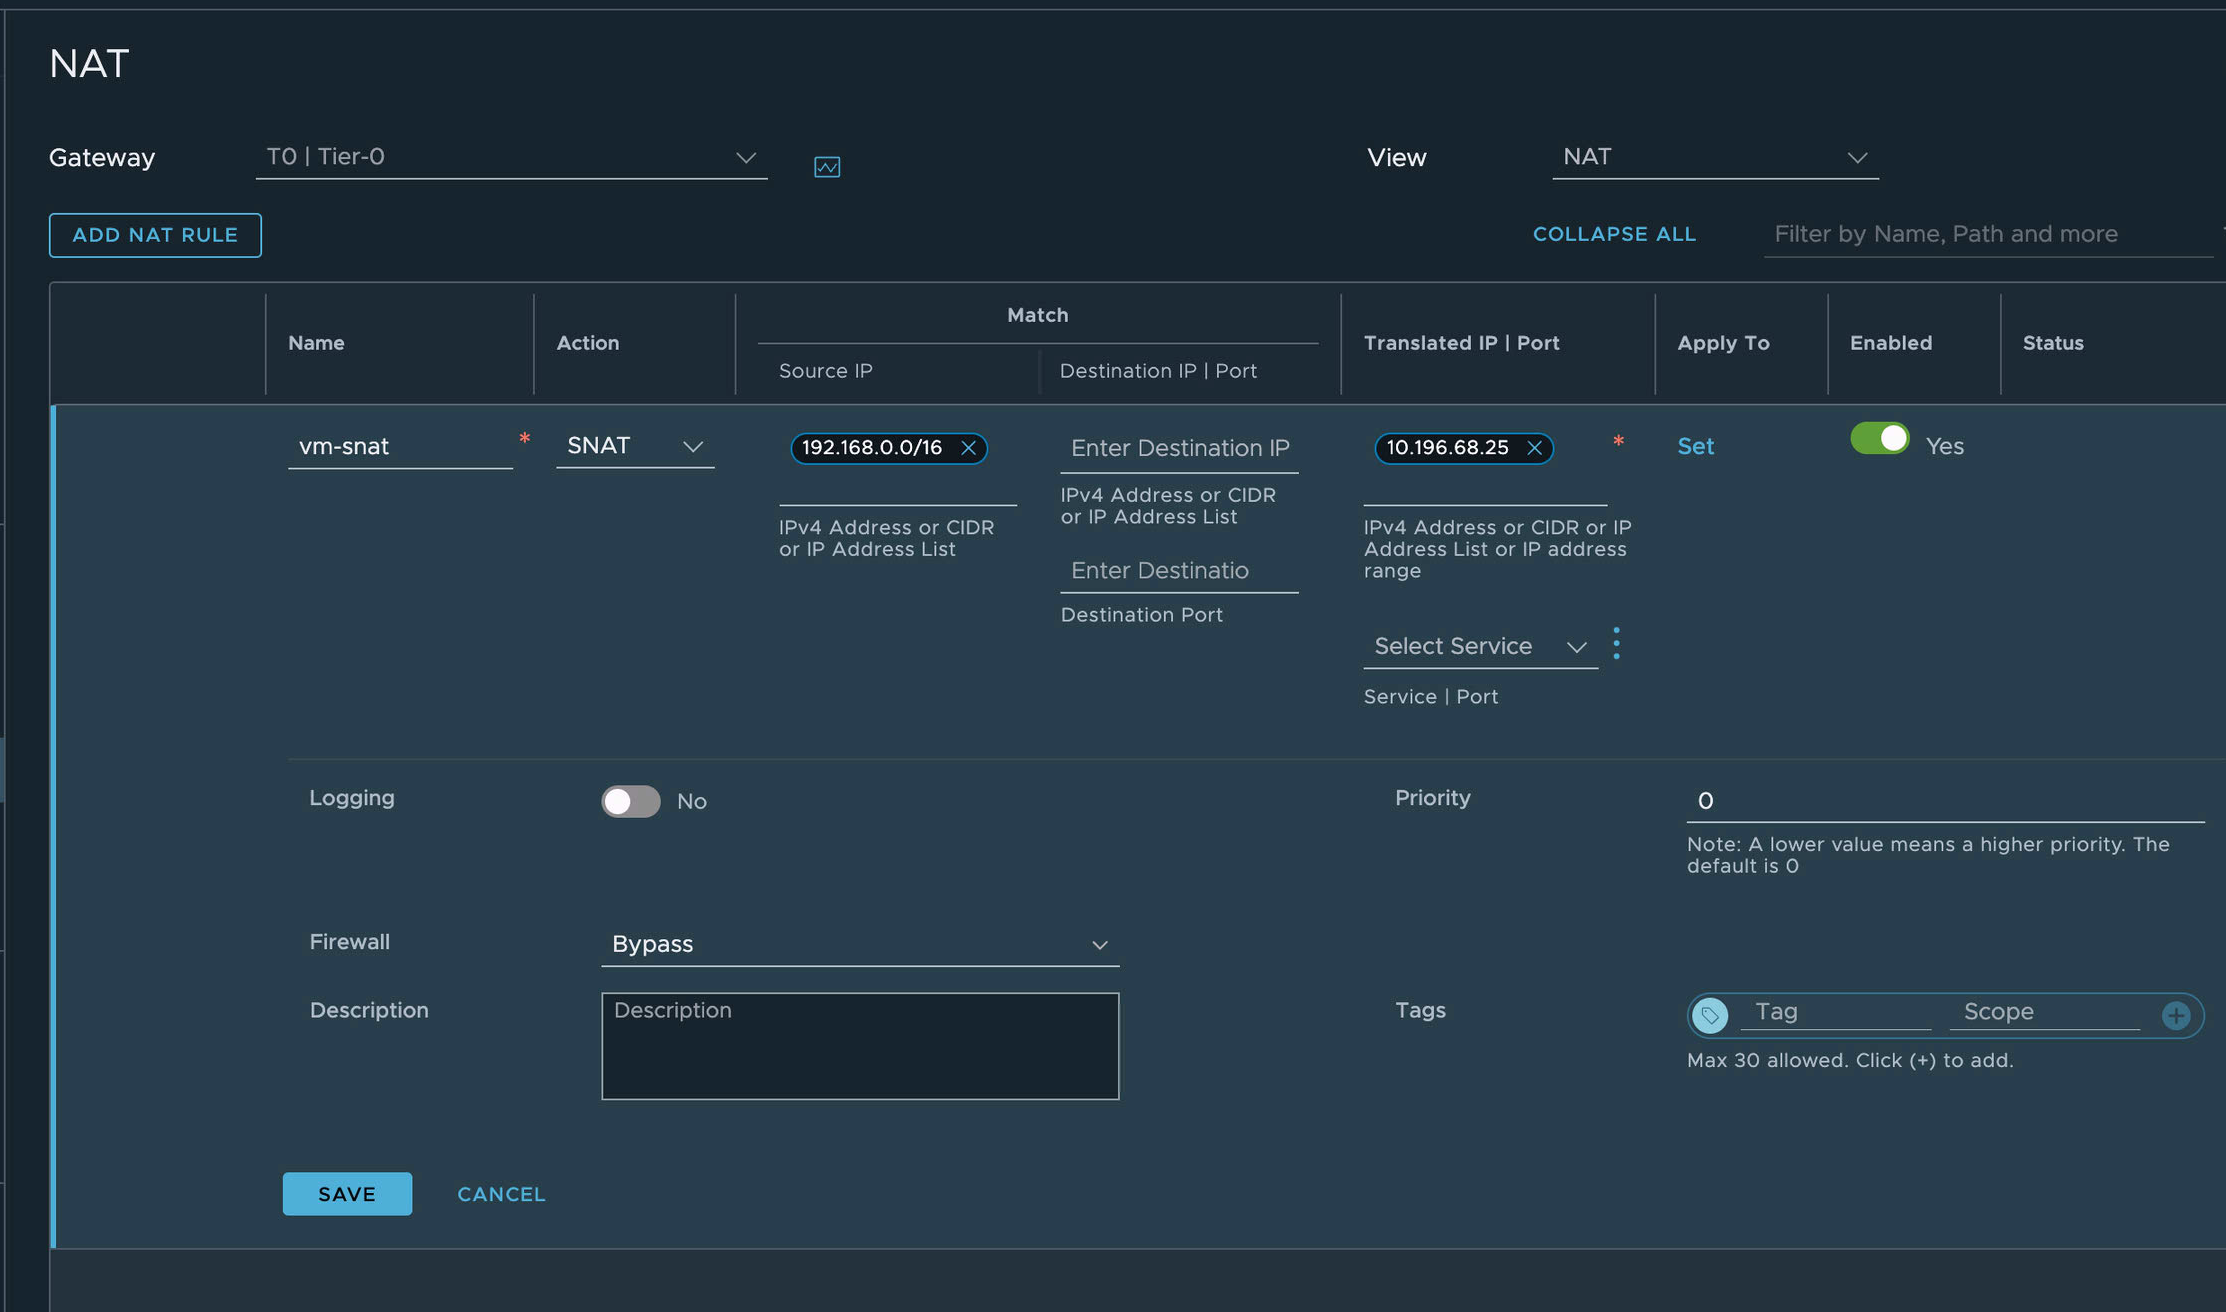 NAT
Gateway
T0 | Tier-0
View
NAT
ADD NAT RULE
COLLAPSE ALL
Filter by Name, Path and more
Name
Action
Match
Source IP
Destination IP | Port
Translated IP | Port
Apply To
Enabled
Status
vm-snat
*
SNAT
192.168.0.0/16
IPv4 Address or CIDR
or IP Address List
Enter Destination IP
IPv4 Address or CIDR
or IP Address List
Enter Destinatio
Destination Port
10.196.68.25
*
IPv4 Address or CIDR or IP
Address List or IP address
range
Select Service
Service | Port
Set
Yes
Logging
No
Priority
0
Note: A lower value means a higher priority. The
default is 0
Firewall
Bypass
Description
Description
Tags
Tag
Scope
Max 30 allowed. Click (+) to add.
SAVE
CANCEL